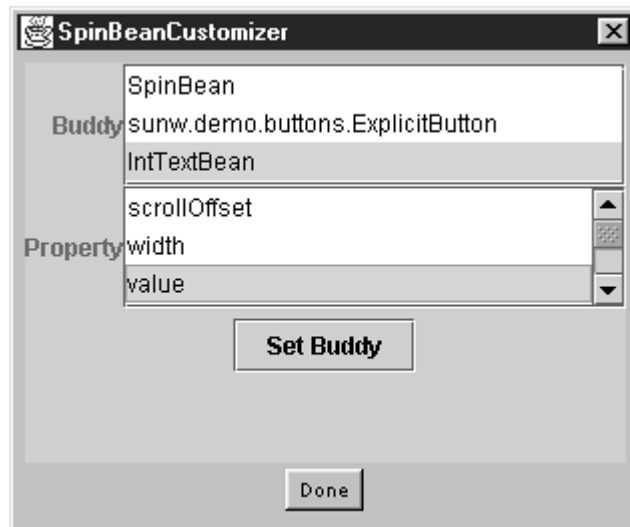 SpinBeanCustomizer
Buddy
SpinBean
sunw.demo.buttons.ExplicitButton
IntTextBean
Property
scrollOffset
width
value
Set Buddy
Done